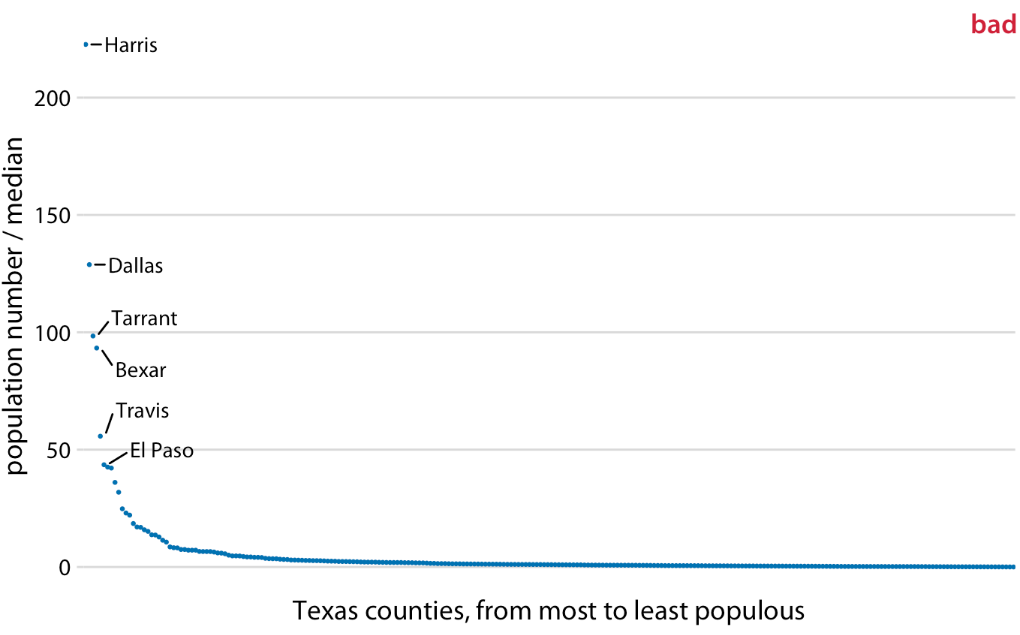 bad
Harris
200
150
Dallas
Tarrant
100
Bexar
Travis
50
El Paso
0
population number / median
Texas counties, from most to least populous